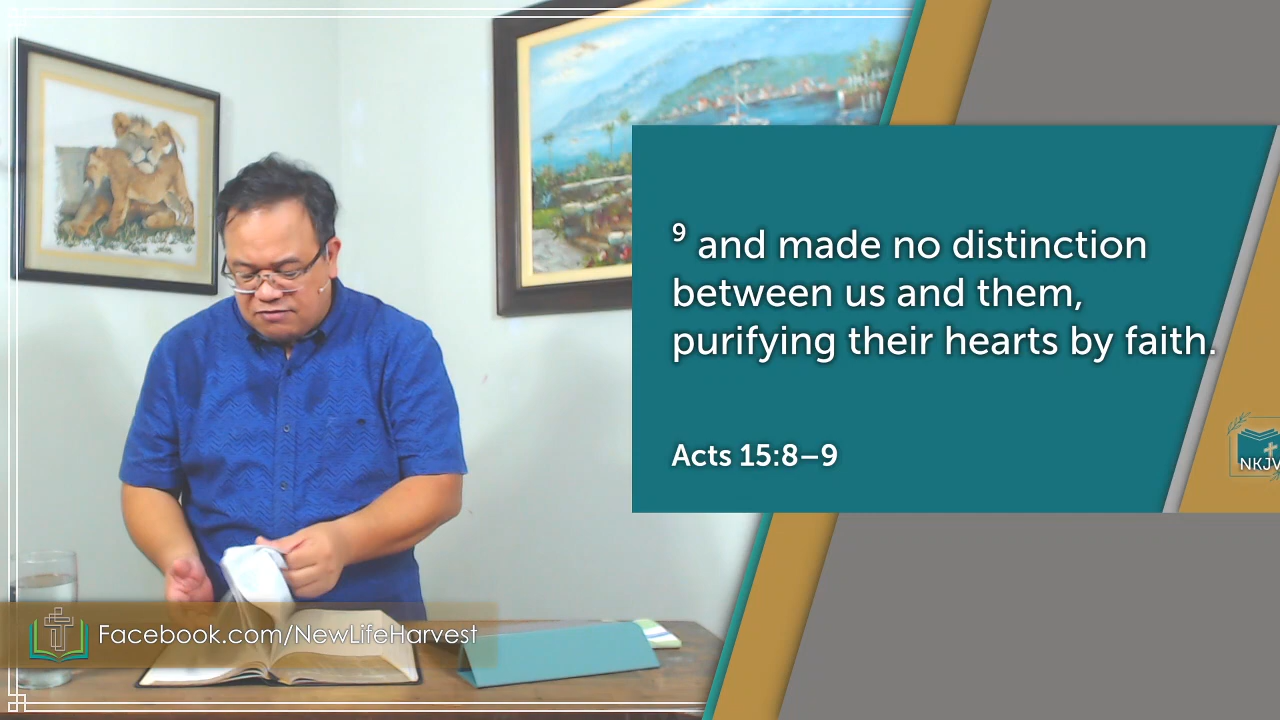 9 and made no distinction
between us and them,
purifying their hearts by faith.
Acts 15:8–9
NKJV
Facebook.com/NewLifeHarvest